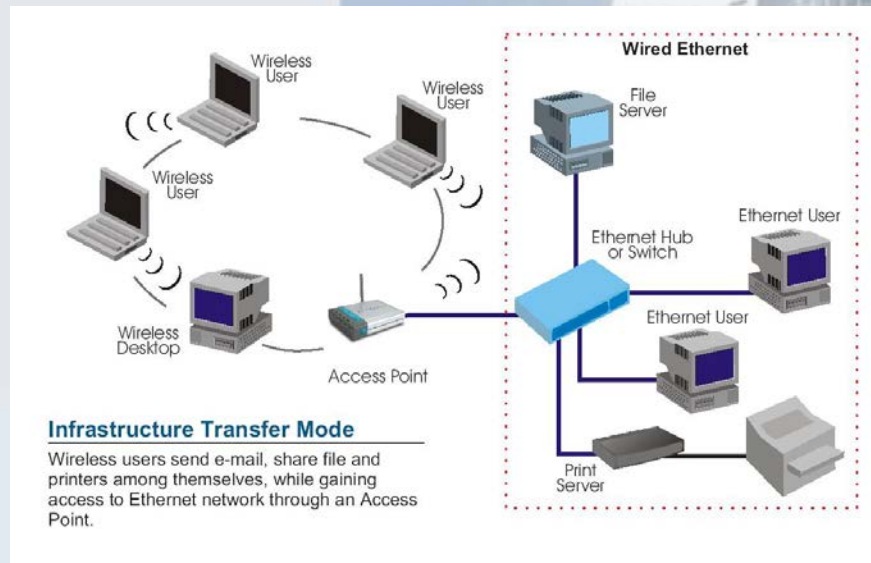 Wired Ethernet
Wireless
User
Wireless
User
File
Server
Wireless
User
Ethernet User
Ethernet Hub
or Switch
Ethernet User
Wireless
Desktop
Access Point
Print
Server
Infrastructure Transfer Mode
Wireless users send e-mail, share file and
printers among themselves, while gaining
access to Ethernet network through an Access
Point.